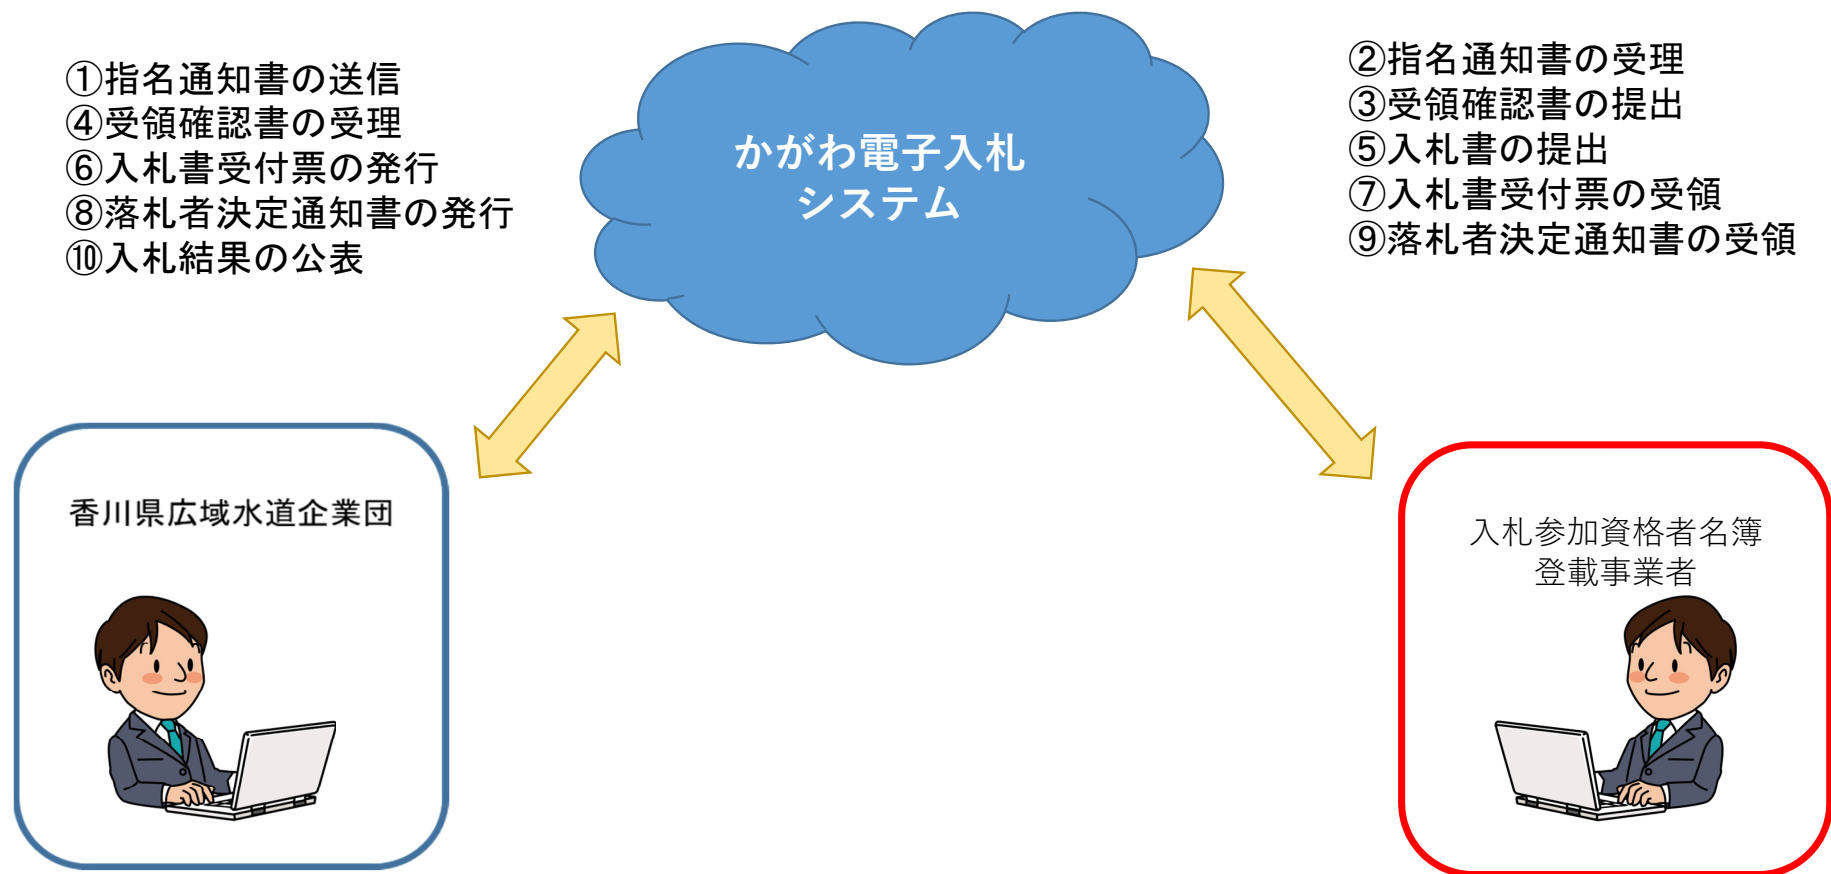 ①指名通知書の送信
④受領確認書の受理
⑥入札書受付票の発行
⑧落札者決定通知書の発行
⑩入札結果の公表
かがわ電子入札
システム
②指名通知書の受理
③受領確認書の提出
⑤入札書の提出
⑦入札書受付票の受領
⑨落札者決定通知書の受領
香川県広域水道企業団
入札参加資格者名簿
登載事業者